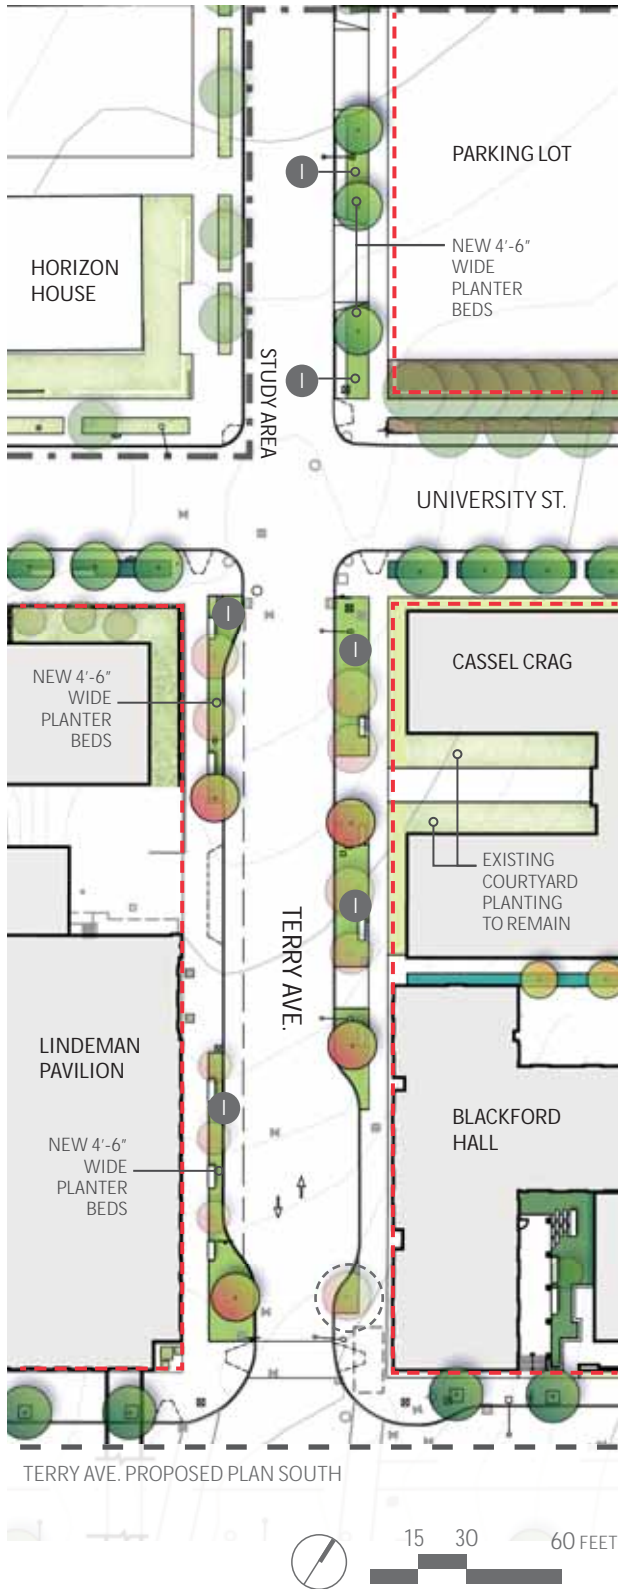 PARKING LOT
I
NEW 4'-6"
WIDE
PLANTER
BEDS
HORIZON
HOUSE
STUDY AREA
I
UNIVERSITY ST.
I
I
CASSEL CRAG
NEW 4'-6"
WIDE
PLANTER
BEDS
EXISTING
COURTYARD
PLANTING
TO REMAIN
I
TERRY AVE.
LINDEMAN
PAVILION
I
BLACKFORD
HALL
NEW 4'-6"
WIDE
PLANTER
BEDS
TERRY AVE. PROPOSED PLAN SOUTH
15 30 60 FEET